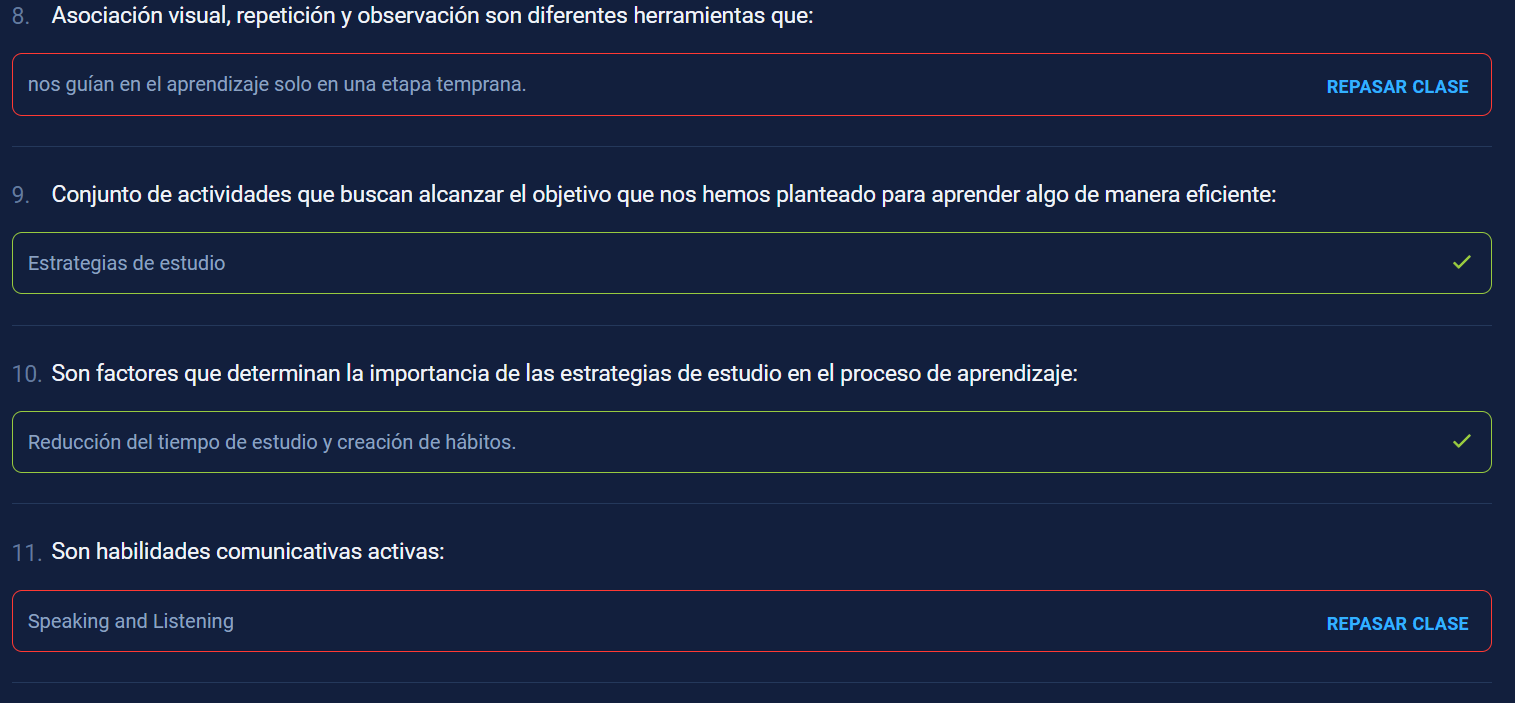 8. Asociación visual, repetición y observación son diferentes herramientas que:
nos guían en el aprendizaje solo en una etapa temprana. REPASAR CLASE
9. Conjunto de actividades que buscan alcanzar el objetivo que nos hemos planteado para aprender algo de manera eficiente:
Estrategias de estudio
10. Son factores que determinan la importancia de las estrategias de estudio en el proceso de aprendizaje:
Reducción del tiempo de estudio y creación de hábitos.
11. Son habilidades comunicativas activas:
Speaking and Listening REPASAR CLASE